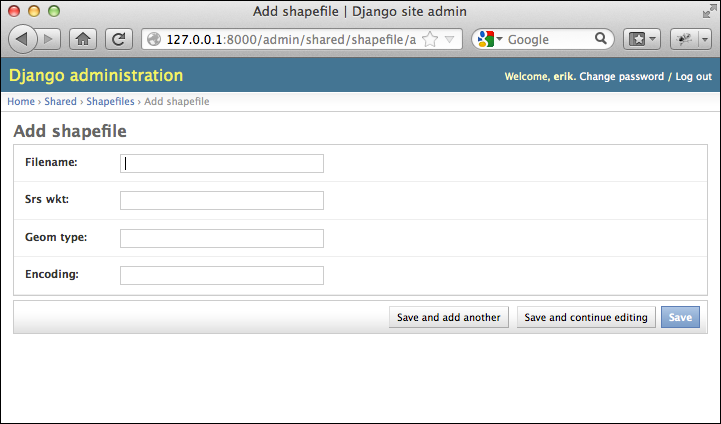 Add shapefile | Django site admin
127.0.0.1:8000/admin/shared/shapefile/a
Google
Django administration
Welcome, erik. Change password / Log out
Home › Shared › Shapefiles › Add shapefile
Add shapefile
Filename:
Srs wkt:
Geom type:
Encoding:
Save and add another
Save and continue editing
Save